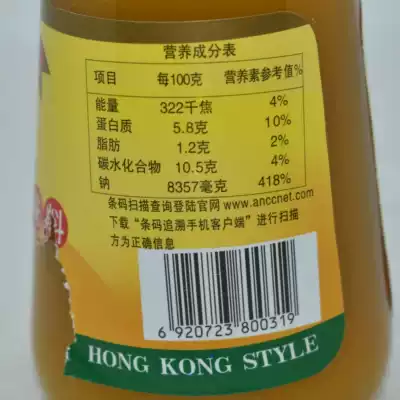 营养成分表
项目 每100克 营养素参考值%
能量 322千焦 4%
蛋白质 5.8克 10%
脂肪 1.2克 2%
碳水化合物 10.5克 4%
钠 8357毫克 418%
条码扫描查询登陆官网www.anccnet.com
下载“条码追溯手机客户端”进行扫描
方为正确信息
料
6 920723 800319
HONG KONG STYLE